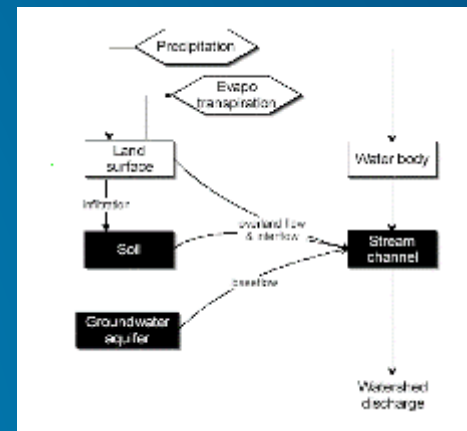 Precipitation
Evapo
transpiration
Land
surface
Water body
infiltration
overland flow
& interflow
Soil
Stream
channel
baseflow
Groundwater
aquifer
Watershed
discharge